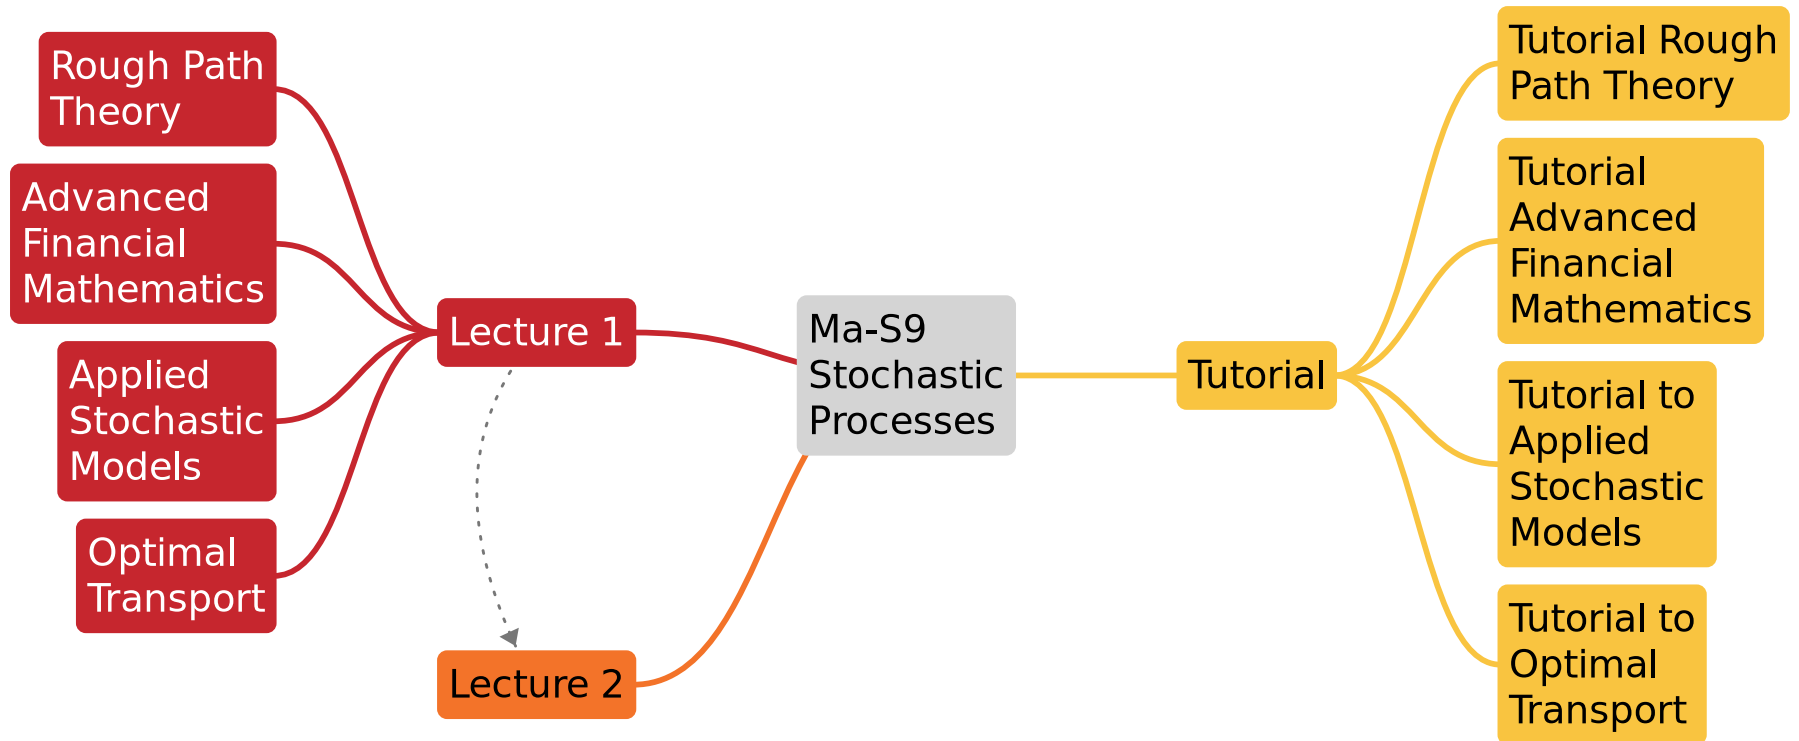 Rough Path
Theory
Advanced
Financial
Mathematics
Applied
Stochastic
Models
Optimal
Transport
Lecture 1
Lecture 2
Ma-S9
Stochastic
Processes
Tutorial
Tutorial Rough
Path Theory
Tutorial
Advanced
Financial
Mathematics
Tutorial to
Applied
Stochastic
Models
Tutorial to
Optimal
Transport